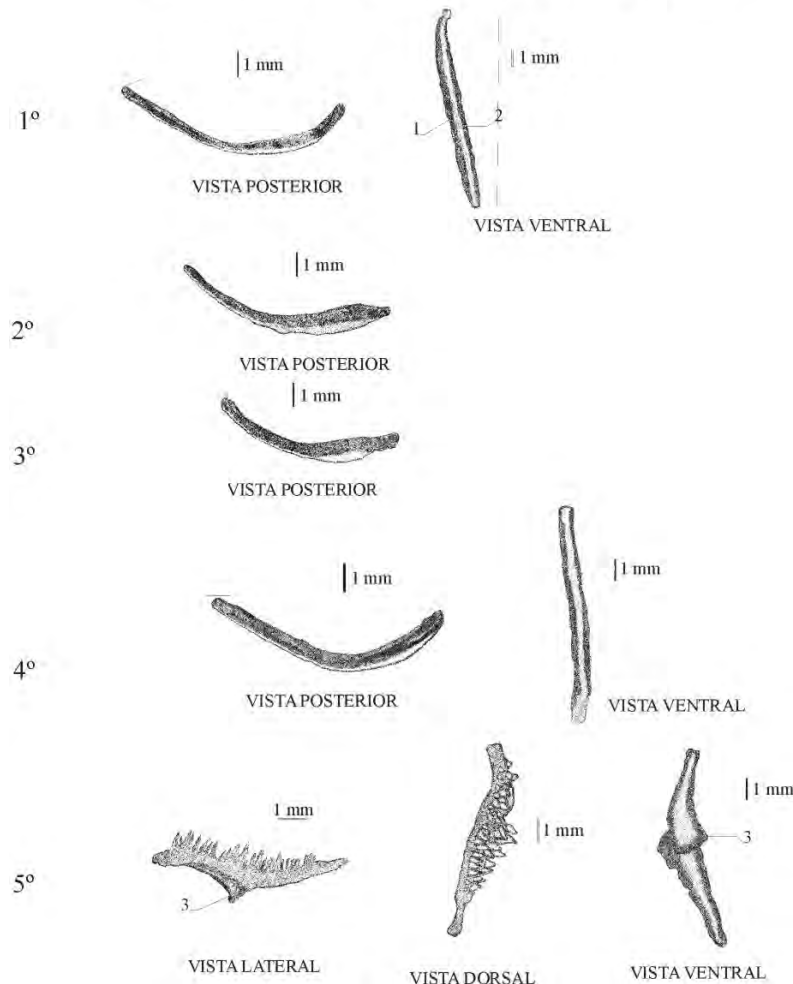 1 mm
1 mm
1º
1
2
VISTA POSTERIOR
VISTA VENTRAL
1 mm
2º
VISTA POSTERIOR
1 mm
3º
VISTA POSTERIOR
1 mm
1 mm
4º
VISTA POSTERIOR
VISTA VENTRAL
1 mm
1 mm
1 mm
3
5º
3
VISTA LATERAL
VISTA DORSAL
VISTA VENTRAL